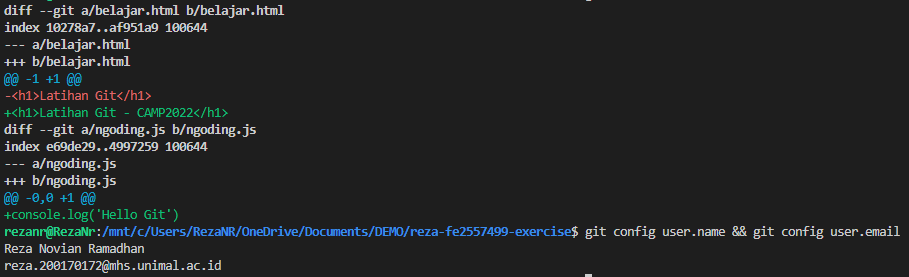 diff --git a/belajar.html b/belajar.html
index 10278a7..af951a9 100644
--- a/belajar.html
+++ b/belajar.html
@@ -1 +1 @@
-<h1>Latihan Git</h1>
+<h1>Latihan Git - CAMP2022</h1>
diff --git a/ngoding.js b/ngoding.js
index e69de29..4997259 100644
--- a/ngoding.js
+++ b/ngoding.js
@@ -0,0 +1 @@
+console.log('Hello Git')
rezanr@RezaNr:/mnt/c/Users/RezaNR/OneDrive/Documents/DEMO/reza-fe2557499-exercise$ git config user.name && git config user.email
Reza Novian Ramadhan
reza.200170172@mhs.unimal.ac.id